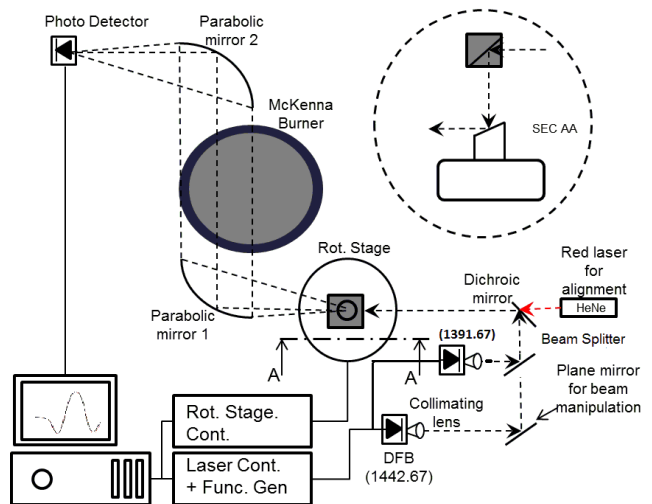 Photo Detector
Parabolic
mirror 2
McKenna
Burner
SEC AA
Rot. Stage
Red laser
for
alignment
Dichroic
mirror
HeNe
Parabolic
mirror 1
Beam Splitter
(1391.67)
A
A
Plane mirror
for beam
manipulation
Collimating
lens
Rot. Stage.
Cont.
DFB
(1442.67)
Laser Cont.
+ Func. Gen